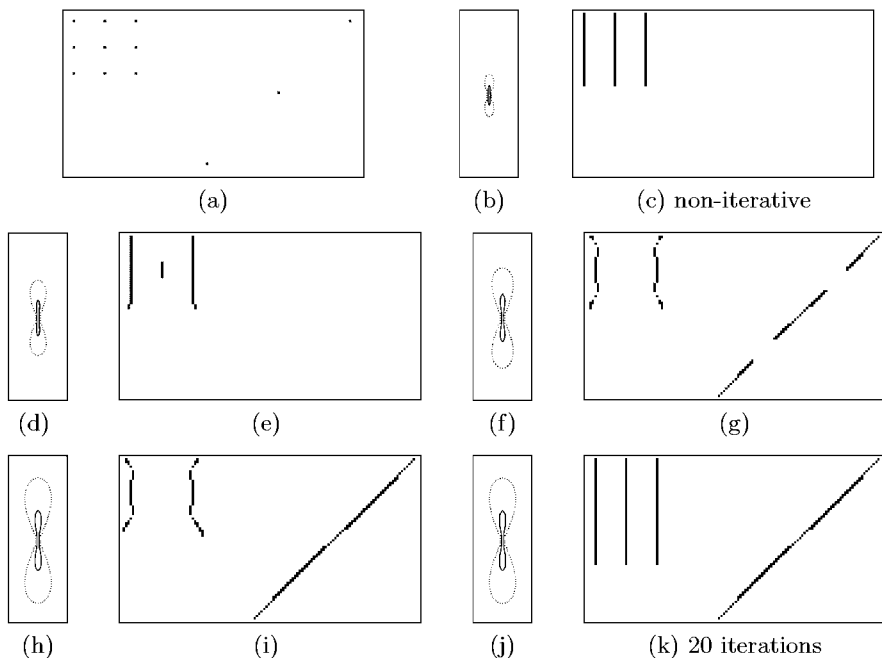 (a) (b) (c) non-iterative
(d) (e) (f) (g)
(h) (i) (j) (k) 20 iterations